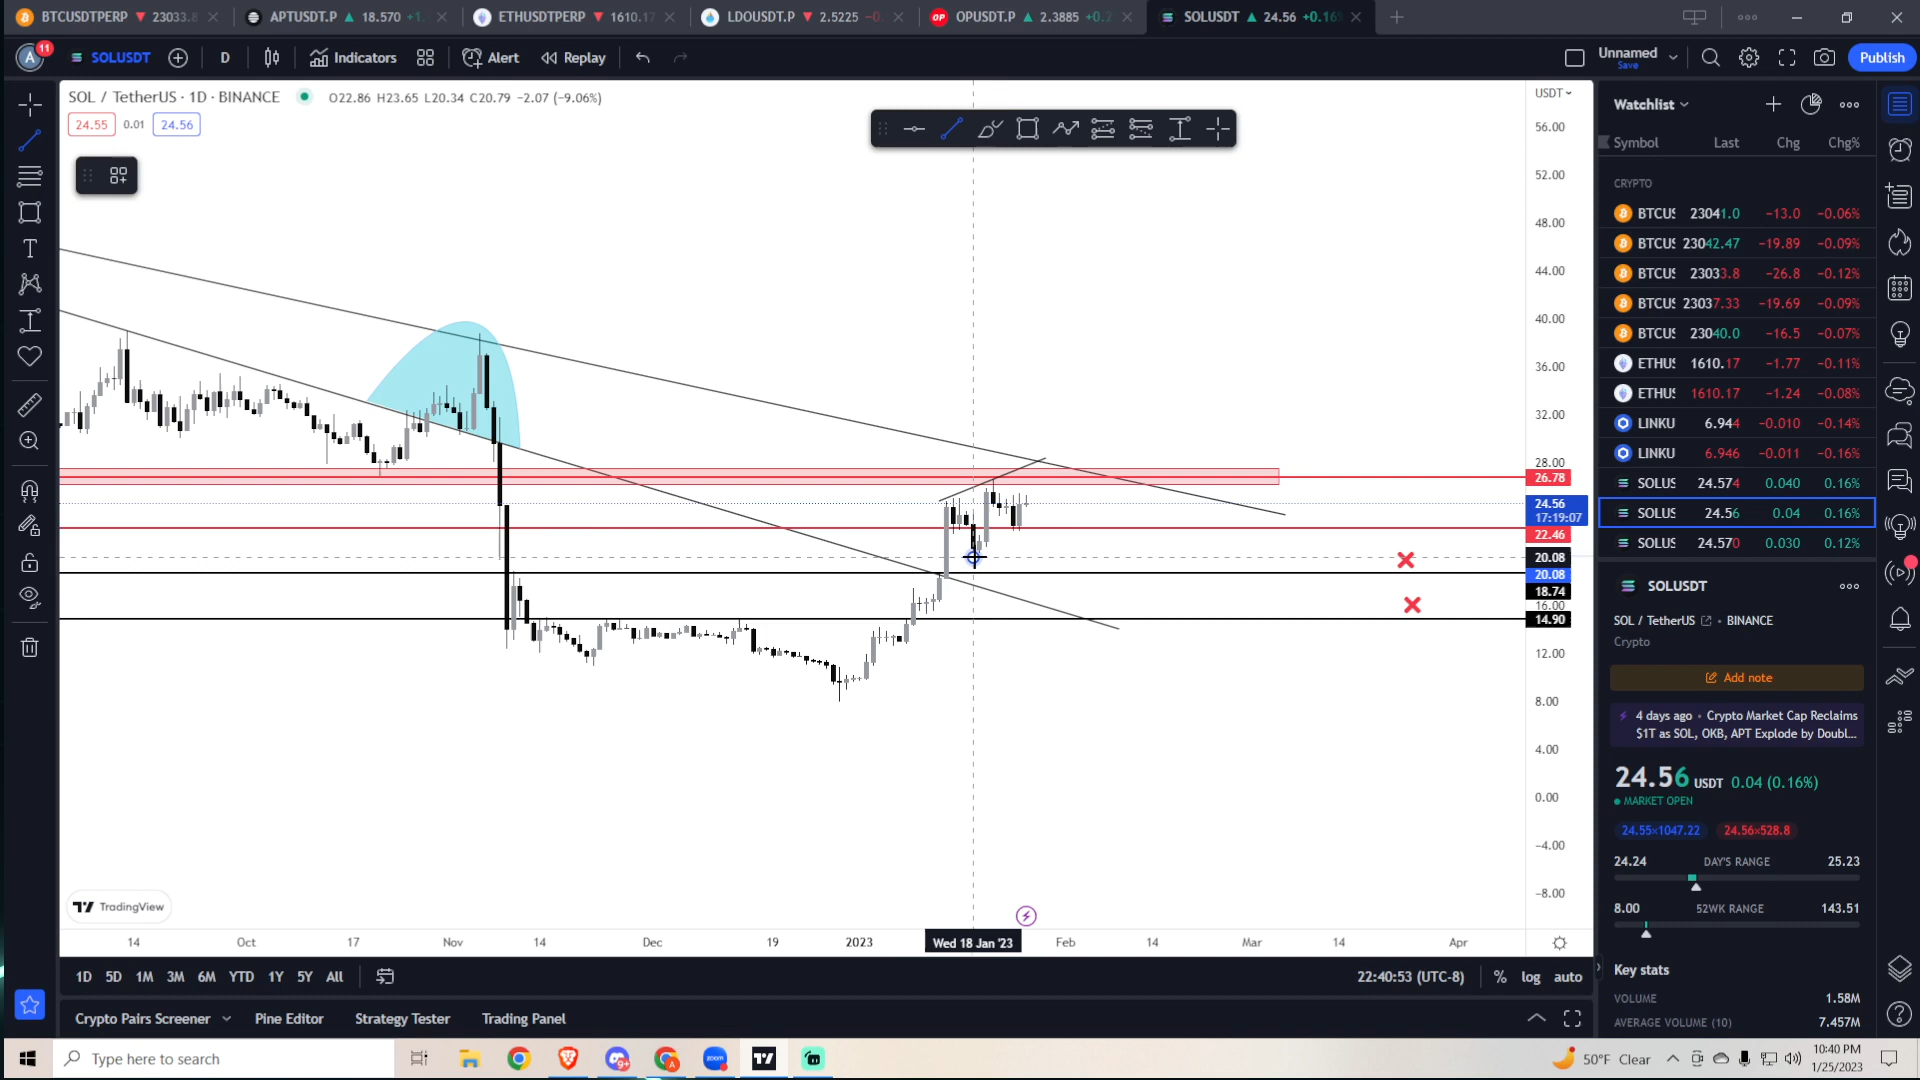 BTCUSDTPERP ▼ 23033.8
APTUSDT.P ▲ 18.570 +1.
ETHUSDTPERP ▼ 1610.17
LDOUSDT.P ▼ 2.5225 −0.
OP OPUSDT.P ▲ 2.3885 +0.2
SOLUSDT ▲ 24.56 +0.16
A 11
SOLUSDT
D
Indicators
Alert
Replay
Unnamed
Save
Publish
SOL / TetherUS · 1D · BINANCE
O22.86 H23.65 L20.34 C20.79 −2.07 (−9.06%)
24.55 0.01 24.56
USDT
56.00
52.00
48.00
44.00
40.00
36.00
32.00
28.00
26.78
24.56
17:19:07
22.46
20.08
20.08
18.74
16.00
14.90
12.00
8.00
4.00
0.00
−4.00
−8.00
TradingView
14 Oct 17 Nov 14 Dec 19 2023 Wed 18 Jan '23 Feb 14 Mar 14 Apr
1D 5D 1M 3M 6M YTD 1Y 5Y All
22:40:53 (UTC-8) % log auto
Crypto Pairs Screener Pine Editor Strategy Tester Trading Panel
Watchlist
Symbol Last Chg Chg%
CRYPTO
BTCUS 23041.0 −13.0 −0.06%
BTCUS 23042.47 −19.89 −0.09%
BTCUS 23033.8 −26.8 −0.12%
BTCUS 23037.33 −19.69 −0.09%
BTCUS 23040.0 −16.5 −0.07%
ETHUS 1610.17 −1.77 −0.11%
ETHUS 1610.17 −1.24 −0.08%
LINKU 6.944 −0.010 −0.14%
LINKU 6.946 −0.011 −0.16%
SOLUS 24.574 0.040 0.16%
SOLUS 24.56 0.04 0.16%
SOLUS 24.570 0.030 0.12%
SOLUSDT
SOL / TetherUS • BINANCE
Crypto
Add note
4 days ago • Crypto Market Cap Reclaims
$1T as SOL, OKB, APT Explode by Doubl...
24.56 USDT 0.04 (0.16%)
MARKET OPEN
24.55×1047.22 24.56×528.8
24.24 DAY'S RANGE 25.23
8.00 52WK RANGE 143.51
Key stats
VOLUME 1.58M
AVERAGE VOLUME (10) 7.457M
Type here to search
9+
zoom
50°F Clear
10:40 PM
1/25/2023